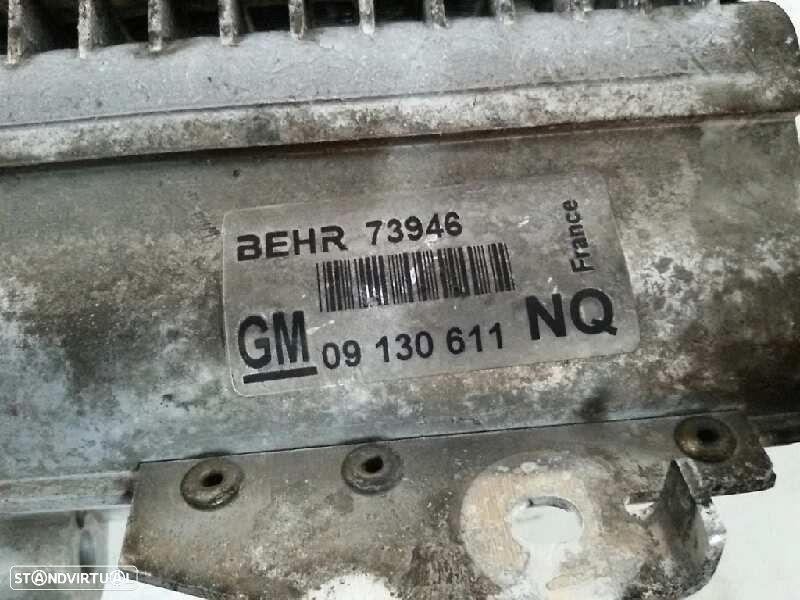 BEHR 73946
France
GM 09 130 611 NQ
STANDVIRTUAL